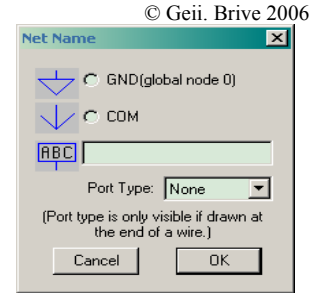 © Geii. Brive 2006
Net Name
GND(global node 0)
COM
ABC
Port Type: None
(Port type is only visible if drawn at
the end of a wire.)
Cancel OK